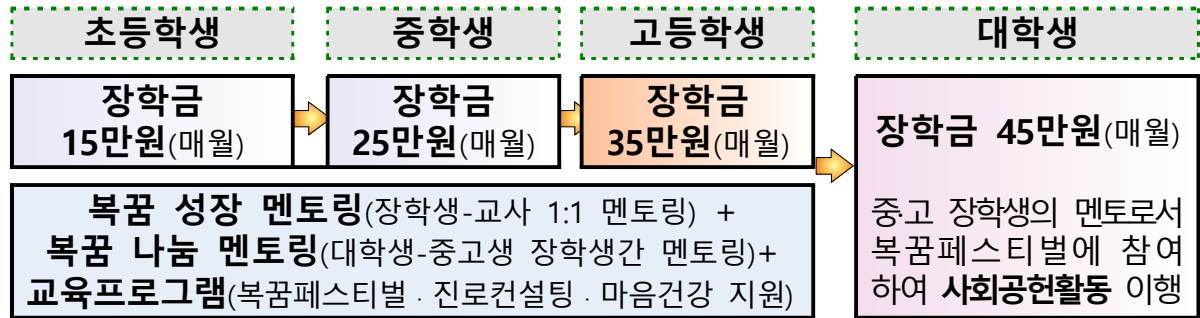 초등학생
중학생
고등학생
대학생
장학금
15만원(매월)
장학금
25만원(매월)
장학금
35만원(매월)
장학금 45만원(매월)
중고 장학생의 멘토로서
복꿈페스티벌에 참여
하여 사회공헌활동 이행
복꿈 성장 멘토링(장학생-교사 1:1 멘토링) +
복꿈 나눔 멘토링(대학생-중고생 장학생간 멘토링)+
교육프로그램(복꿈페스티벌 · 진로컨설팅 · 마음건강 지원)